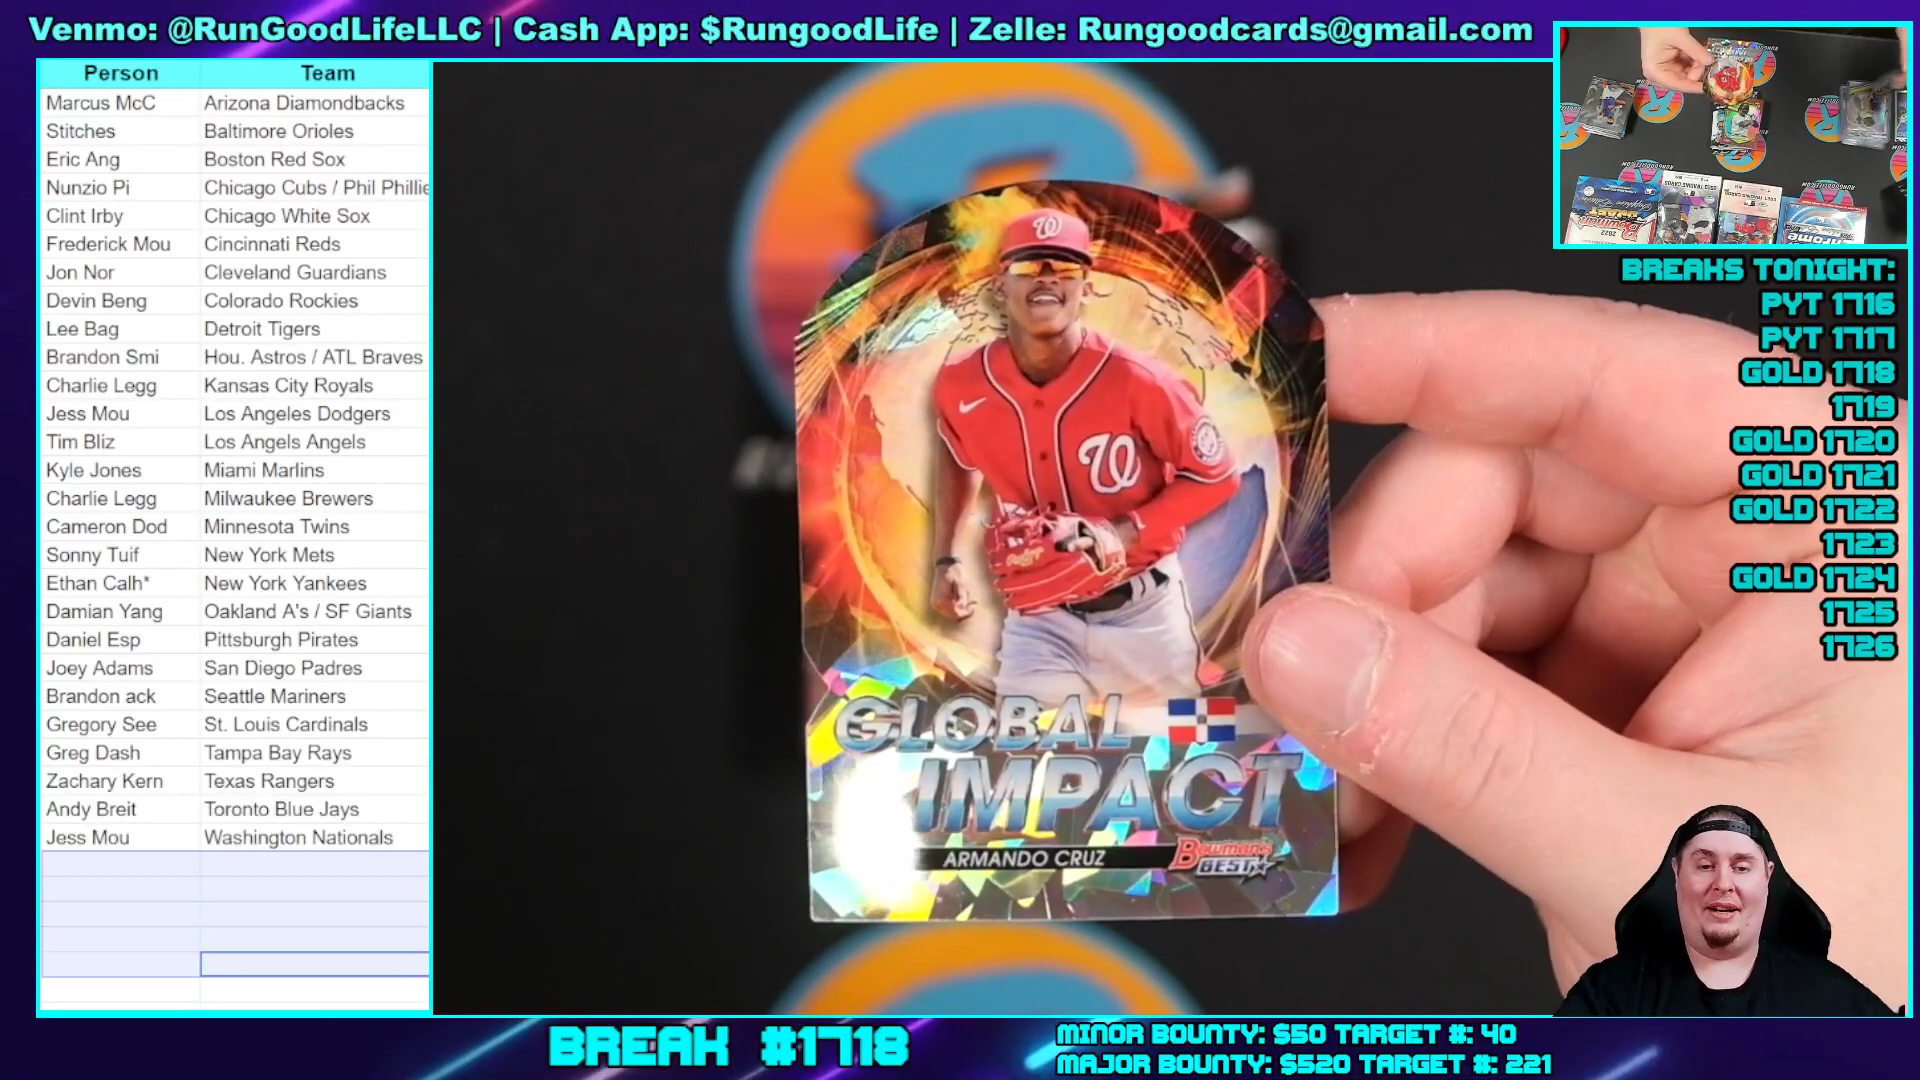 Venmo: @RunGoodLifeLLC | Cash App: $RungoodLife | Zelle: Rungoodcards@gmail.com
Person Team
Marcus McC Arizona Diamondbacks
Stitches Baltimore Orioles
Eric Ang Boston Red Sox
Nunzio Pi Chicago Cubs / Phil Phillie
Clint Irby Chicago White Sox
Frederick Mou Cincinnati Reds
Jon Nor Cleveland Guardians
Devin Beng Colorado Rockies
Lee Bag Detroit Tigers
Brandon Smi Hou. Astros / ATL Braves
Charlie Legg Kansas City Royals
Jess Mou Los Angeles Dodgers
Tim Bliz Los Angels Angels
Kyle Jones Miami Marlins
Charlie Legg Milwaukee Brewers
Cameron Dod Minnesota Twins
Sonny Tuif New York Mets
Ethan Calh* New York Yankees
Damian Yang Oakland A's / SF Giants
Daniel Esp Pittsburgh Pirates
Joey Adams San Diego Padres
Brandon ack Seattle Mariners
Gregory See St. Louis Cardinals
Greg Dash Tampa Bay Rays
Zachary Kern Texas Rangers
Andy Breit Toronto Blue Jays
Jess Mou Washington Nationals
W
W
GLOBAL
IMPACT
ARMANDO CRUZ
Bowman's
BEST
BREAKS TONIGHT:
PYT 1716
PYT 1717
GOLD 1718
1719
GOLD 1720
GOLD 1721
GOLD 1722
1723
GOLD 1724
1725
1726
BREAK #1718
MINOR BOUNTY: $50 TARGET #: 40
MAJOR BOUNTY: $520 TARGET #: 221